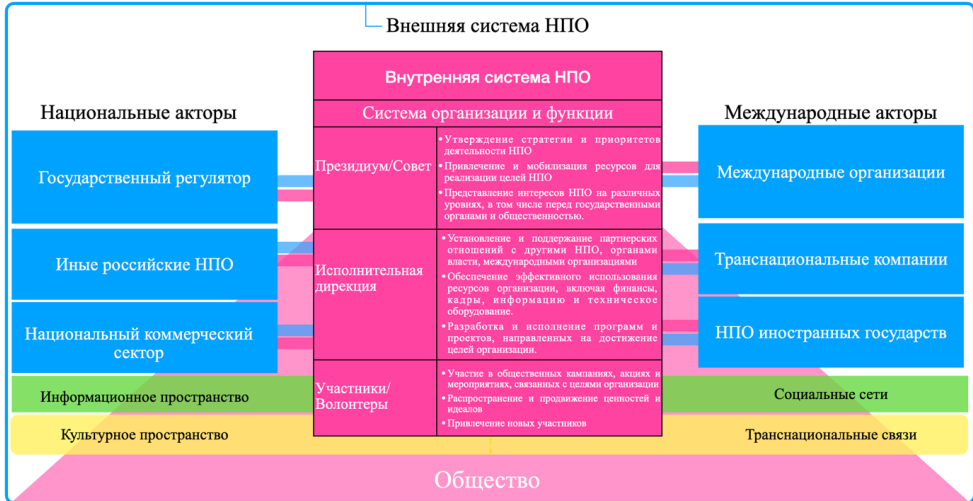 Внешняя система НПО
Внутренняя система НПО
Система организации и функции
Национальные акторы
Государственный регулятор
Иные российские НПО
Национальный коммерческий
сектор
Информационное пространство
Культурное пространство
Президиум/Совет
• Утверждение стратегии и приоритетов
деятельности НПО
• Привлечение и мобилизация ресурсов для
реализации целей НПО
• Представление интересов НПО на различных
уровнях, в том числе перед государственными
органами и общественностью.
Исполнительная
дирекция
• Установление и поддержание партнерских
отношений с другими НПО, органами
власти, международными организациями
• Обеспечение эффективного использования
ресурсов организации, включая финансы,
кадры, информацию и техническое
оборудование.
• Разработка и исполнение программ и
проектов, направленных на достижение
целей организации.
Участники/
Волонтеры
• Участие в общественных кампаниях, акциях и
мероприятиях, связанных с целями организации
• Распространение и продвижение ценностей и
идеалов
• Привлечение новых участников
Международные акторы
Международные организации
Транснациональные компании
НПО иностранных государств
Социальные сети
Транснациональные связи
Общество